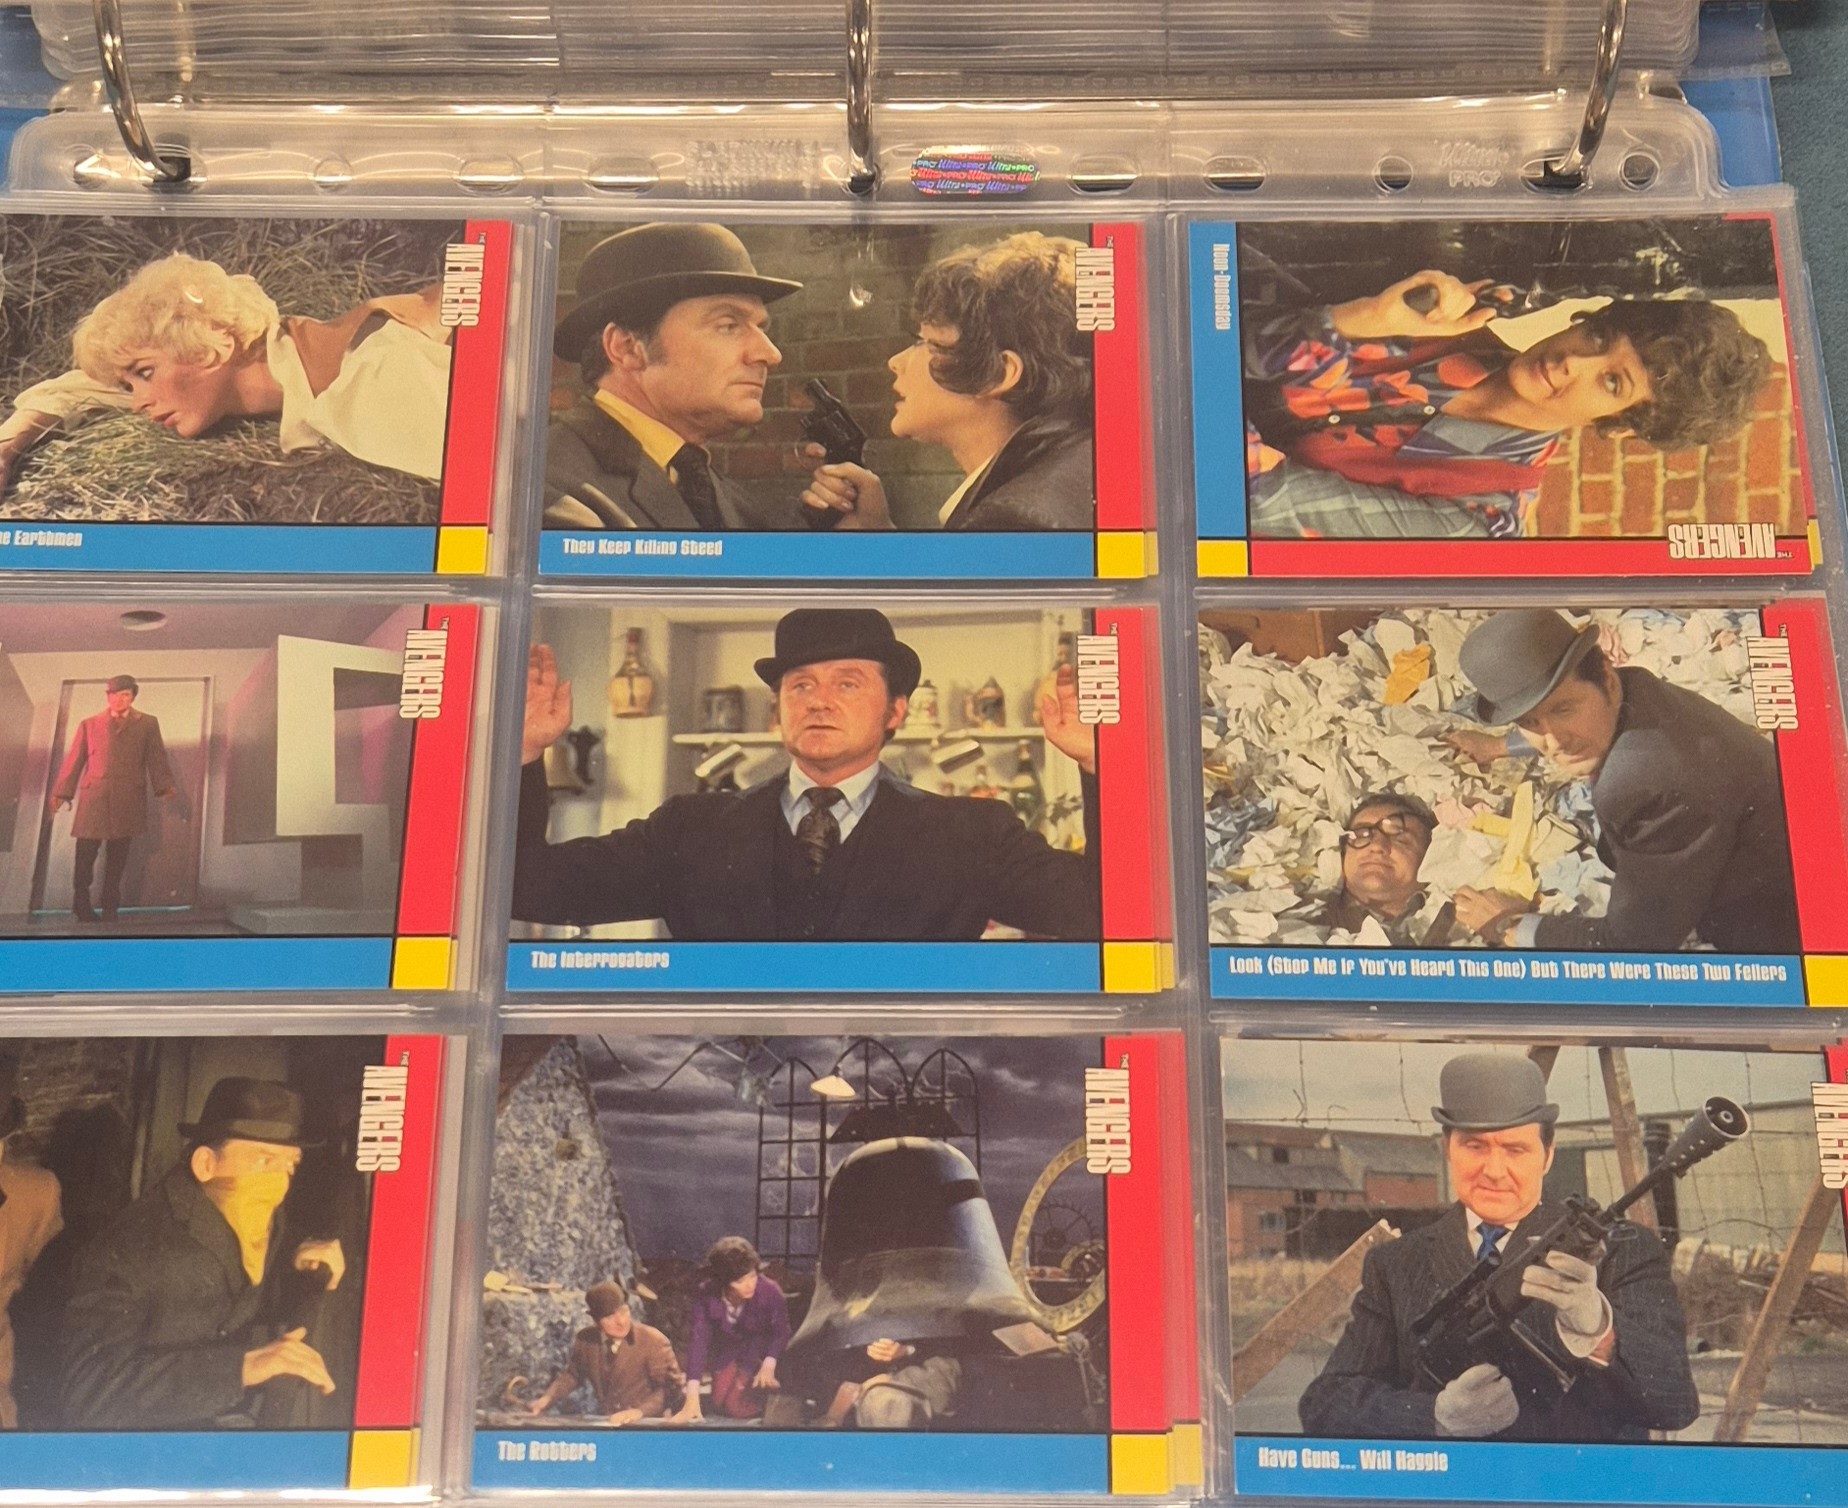 Ultra PRO
Ultra•PRO
THE AVENGERS
e Earthmen
THE AVENGERS
They Keep Killing Steed
Noon-Doomsday
THE AVENGERS
THE AVENGERS
THE AVENGERS
The Interrogators
THE AVENGERS
Look (Stop Me If You've Heard This One) But There Were These Two Fellers
THE AVENGERS
THE AVENGERS
The Rotters
AVENGERS
Have Guns... Will Haggle